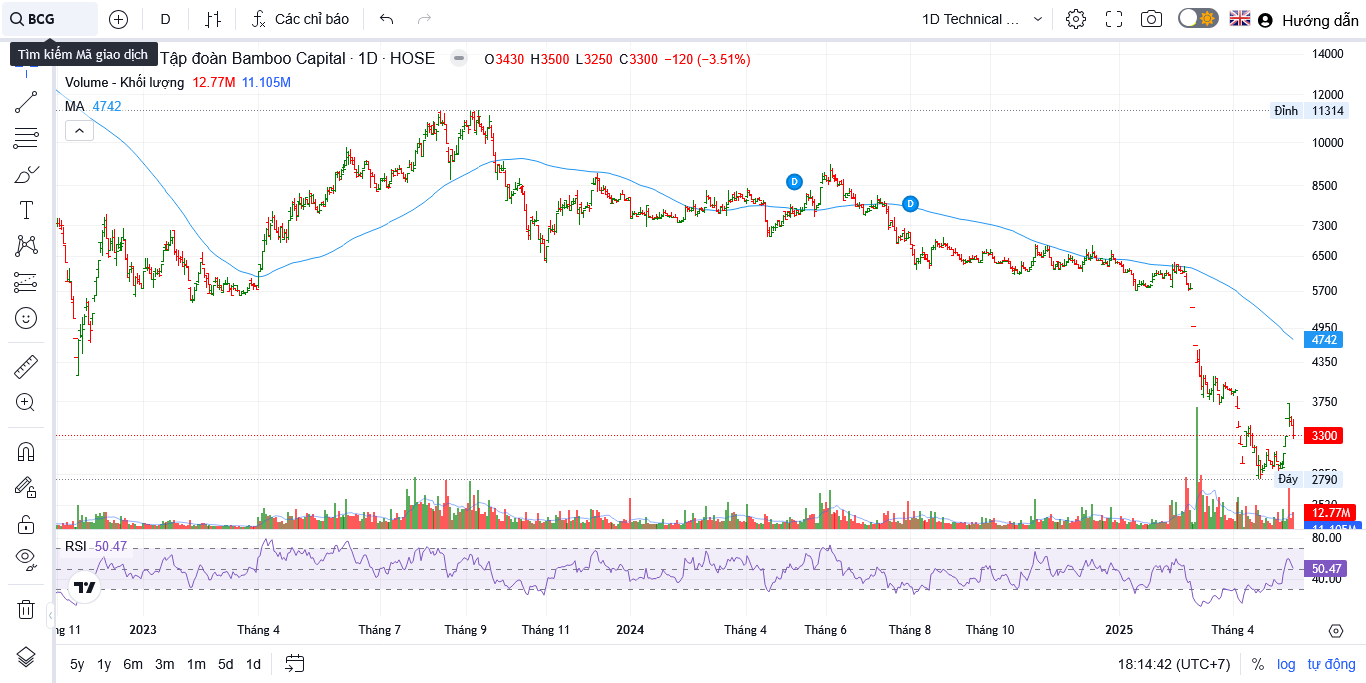 BCG D Các chỉ báo 1D Technical ... Hướng dẫn
Tìm kiếm Mã giao dịch
Tập đoàn Bamboo Capital · 1D · HOSE O3430 H3500 L3250 C3300 −120 (−3.51%)
Volume - Khối lượng 12.77M 11.105M
MA 4742
14000
12000
Đỉnh 11314
10000
8500
D
D
7300
6500
5700
4950
4742
4350
3750
3300
Đáy 2790
12.77M
80.00
RSI 50.47
50.47
40.00
2023 Tháng 4 Tháng 7 Tháng 9 Tháng 11 2024 Tháng 4 Tháng 6 Tháng 8 Tháng 10 2025 Tháng 4
5y 1y 6m 3m 1m 5d 1d 18:14:42 (UTC+7) % log tự động